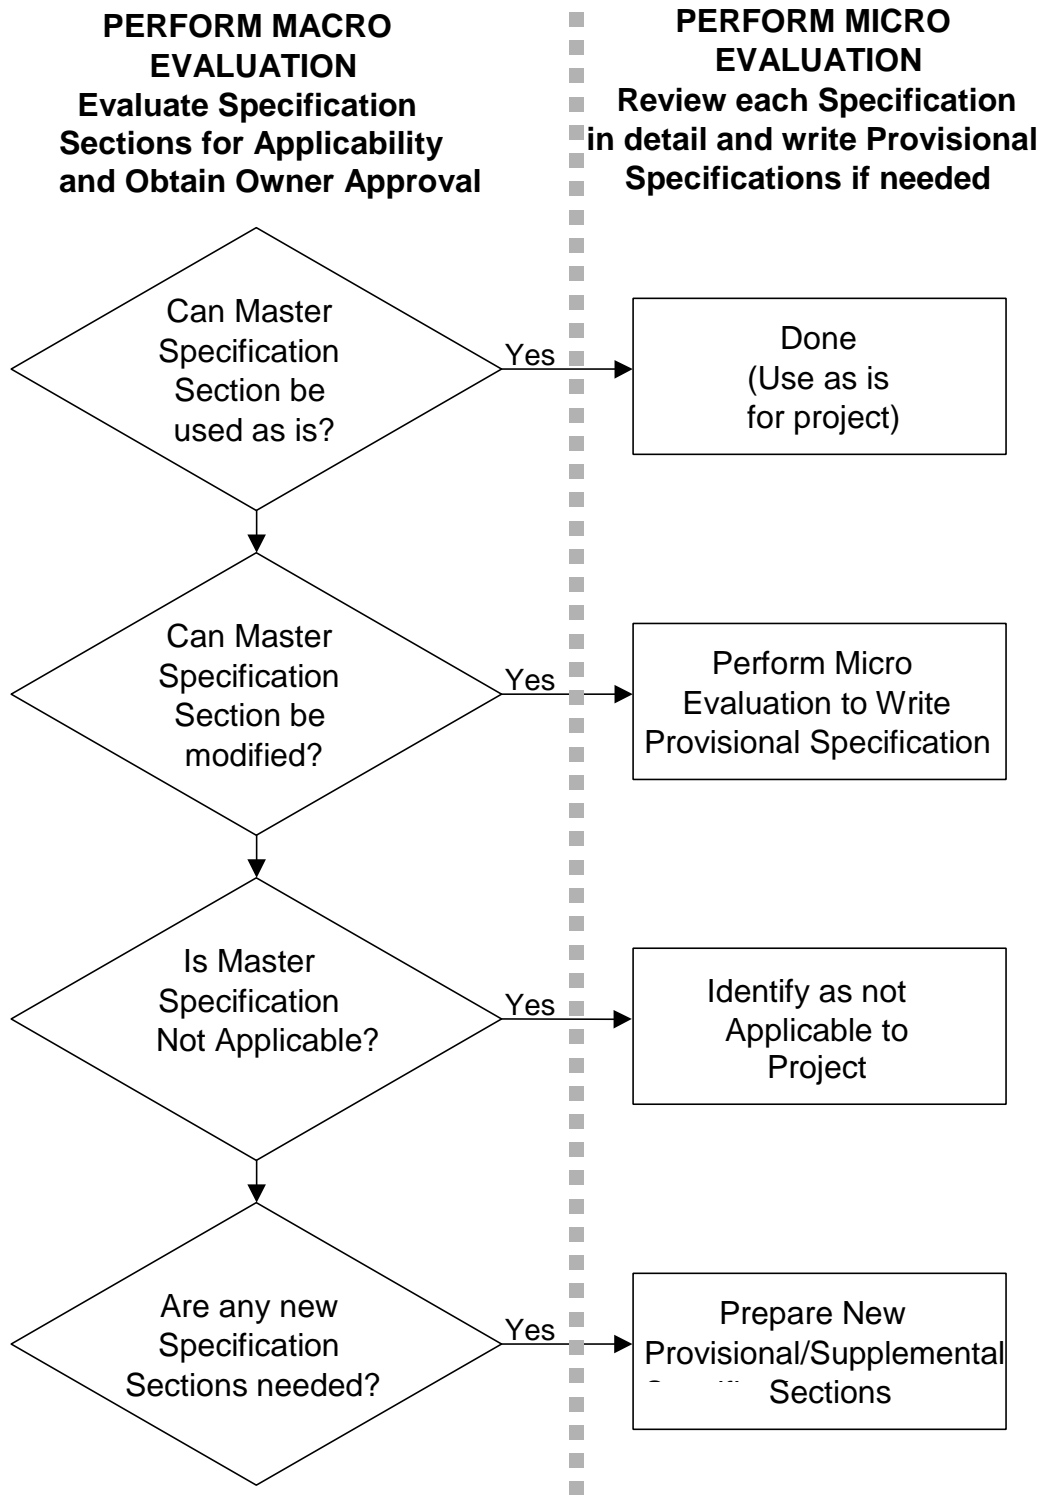 PERFORM MACRO
EVALUATION
Evaluate Specification
Sections for Applicability
and Obtain Owner Approval
PERFORM MICRO
EVALUATION
Review each Specification
in detail and write Provisional
Specifications if needed
Can Master
Specification
Section be
used as is?
Yes
Done
(Use as is
for project)
Can Master
Specification
Section be
modified?
Yes
Perform Micro
Evaluation to Write
Provisional Specification
Is Master
Specification
Not Applicable?
Yes
Identify as not
Applicable to
Project
Are any new
Specification
Sections needed?
Yes
Prepare New
Provisional/Supplemental
Sections